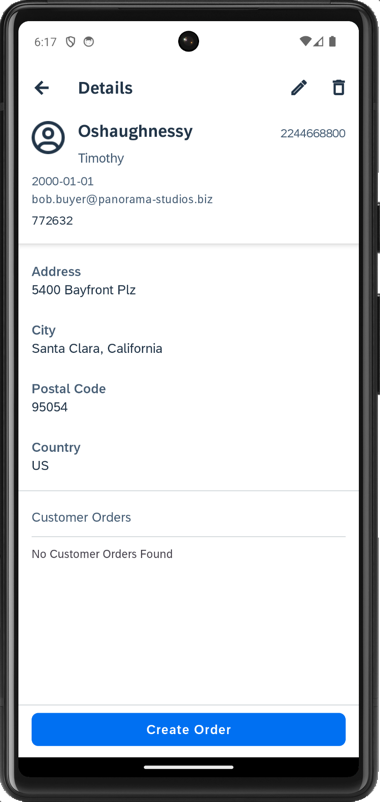 6:17
Details
Oshaughnessy 2244668800
Timothy
2000-01-01
bob.buyer@panorama-studios.biz
772632
Address
5400 Bayfront Plz
City
Santa Clara, California
Postal Code
95054
Country
US
Customer Orders
No Customer Orders Found
Create Order